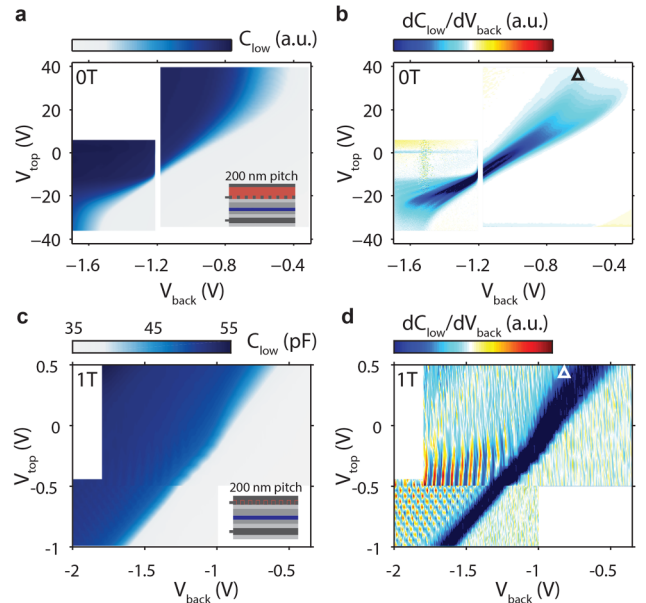 a
C_low (a.u.)
0T
V_top (V)
40
20
0
−20
−40
200 nm pitch
−1.6
−1.2
−0.8
−0.4
V_back (V)
b
dC_low/dV_back (a.u.)
0T
V_top (V)
40
20
0
−20
−40
−1.6
−1.2
−0.8
−0.4
V_back (V)
c
35
45
55
C_low (pF)
1T
V_top (V)
0.5
0
-0.5
-1
200 nm pitch
-2
-1.5
-1
-0.5
V_back (V)
d
dC_low/dV_back (a.u.)
1T
V_top (V)
0.5
0
-0.5
-1
-2
-1.5
-1
-0.5
V_back (V)